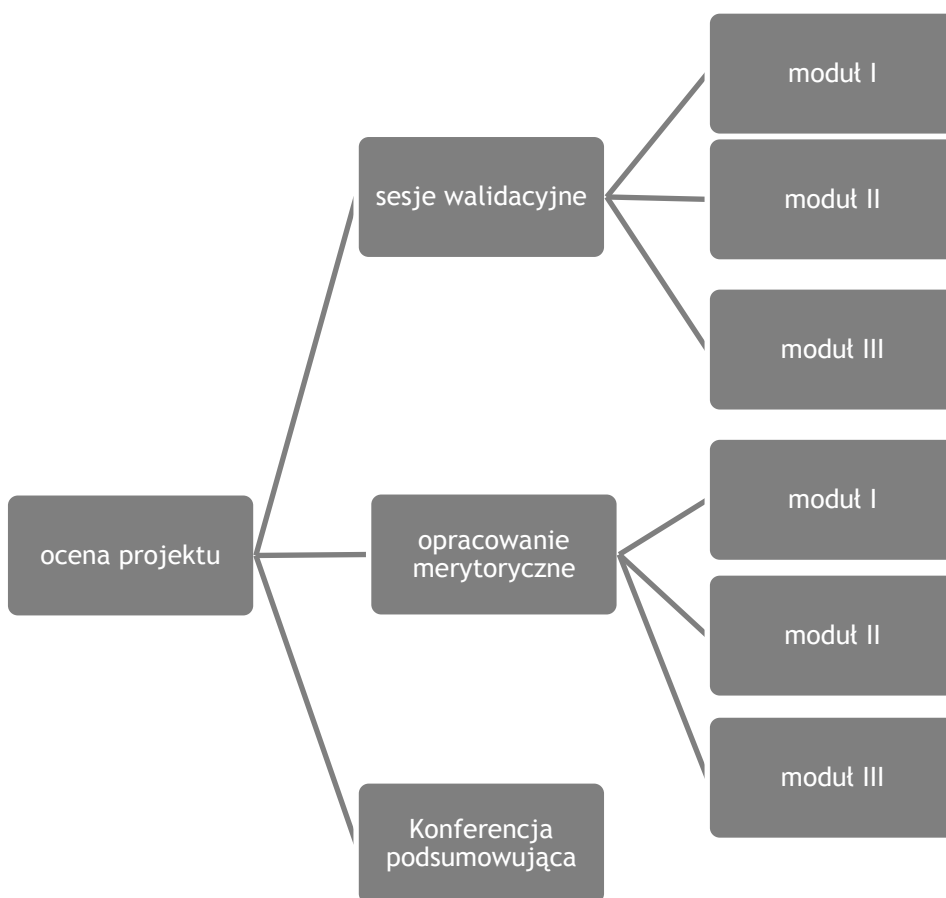 moduł I
sesje walidacyjne
moduł II
moduł III
moduł I
ocena projektu
opracowanie
merytoryczne
moduł II
moduł III
Konferencja
podsumowująca